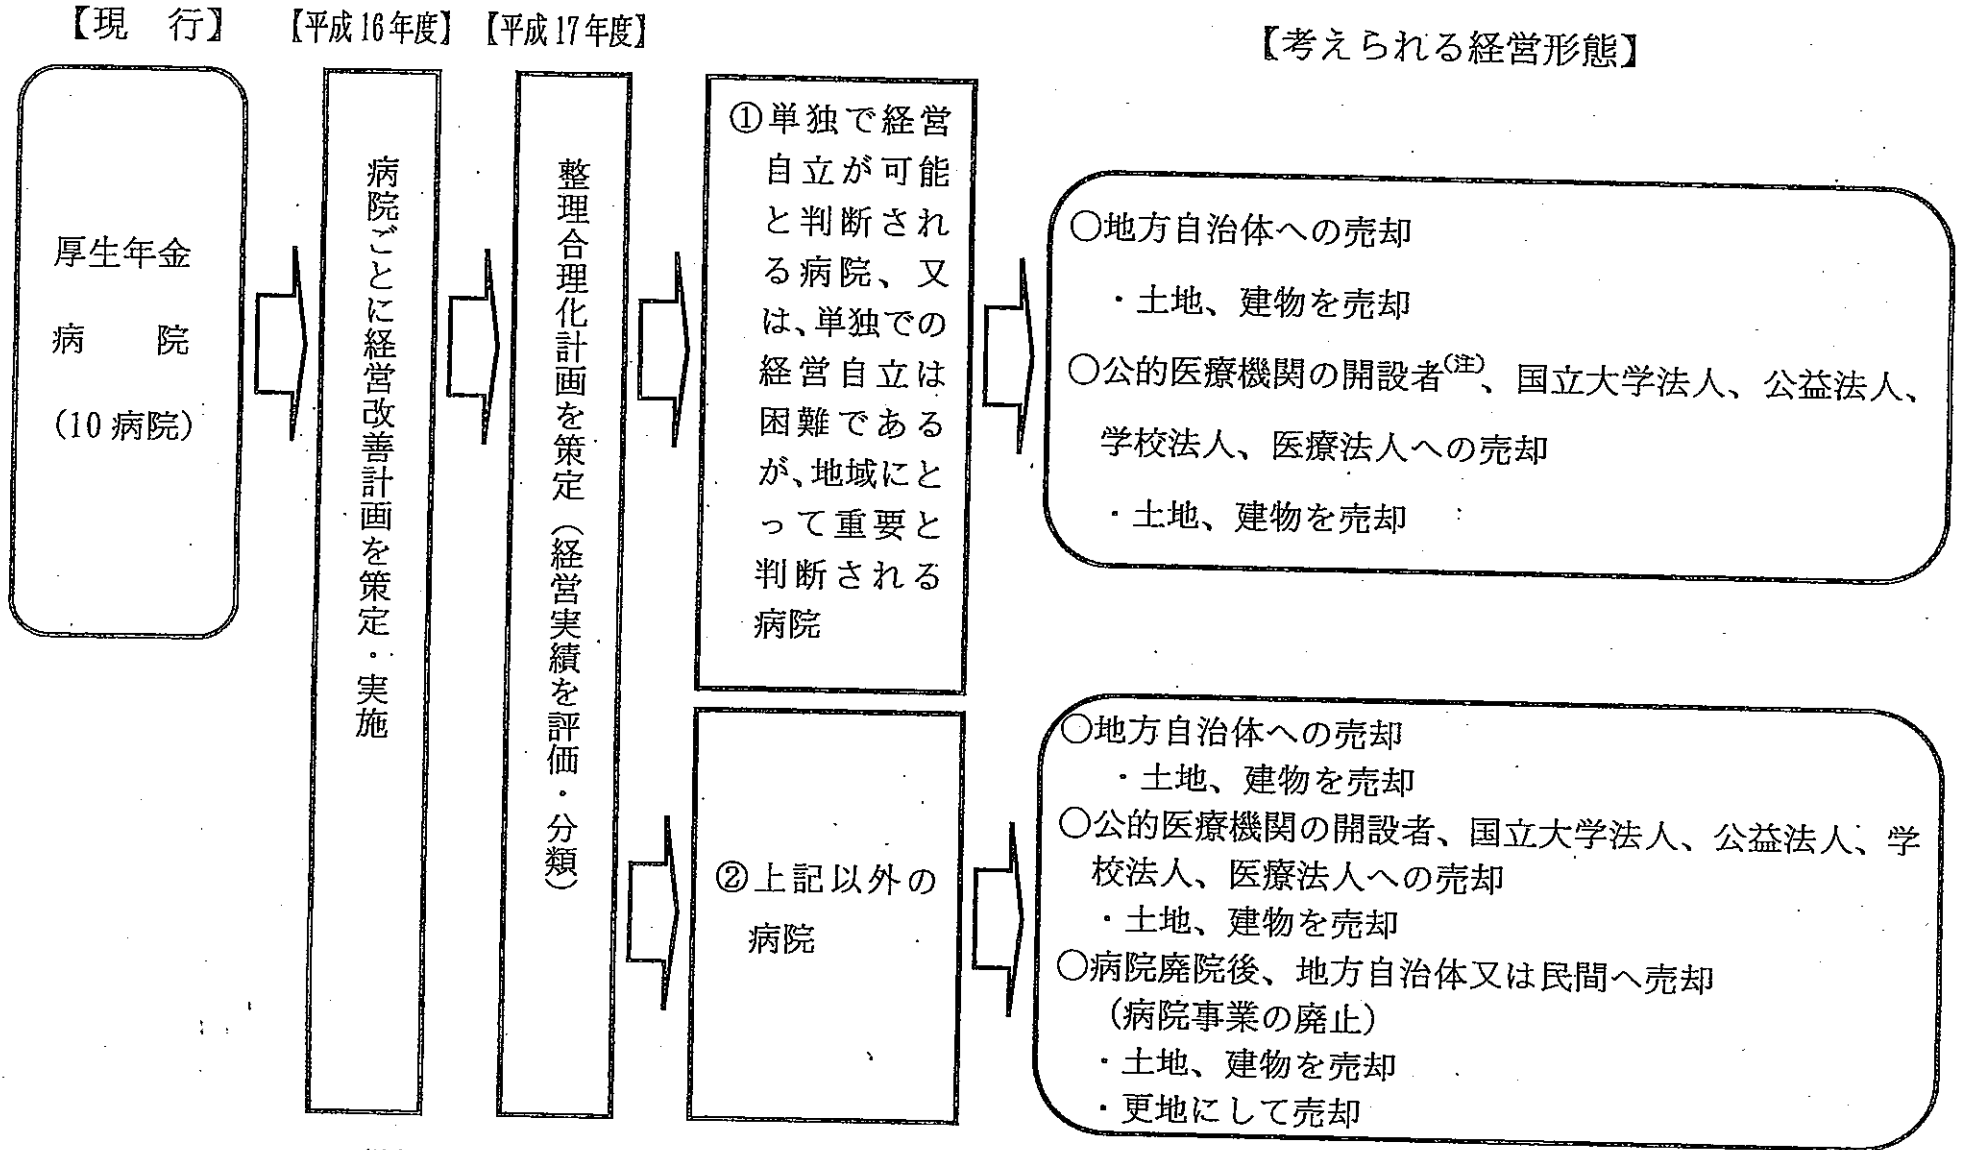 【現　行】
【平成16年度】
【平成17年度】
【考えられる経営形態】
厚生年金
病　　院
(10病院)
病院ごとに経営改善計画を策定・実施
整理合理化計画を策定（経営実績を評価・分類）
①単独で経営
自立が可能
と判断され
る病院、又
は、単独での
経営自立は
困難である
が、地域にと
って重要と
判断される
病院
○地方自治体への売却
・土地、建物を売却
○公的医療機関の開設者(注)、国立大学法人、公益法人、
学校法人、医療法人への売却
・土地、建物を売却
②上記以外の
病院
○地方自治体への売却
・土地、建物を売却
○公的医療機関の開設者、国立大学法人、公益法人、学
校法人、医療法人への売却
・土地、建物を売却
○病院廃院後、地方自治体又は民間へ売却
（病院事業の廃止）
・土地、建物を売却
・更地にして売却